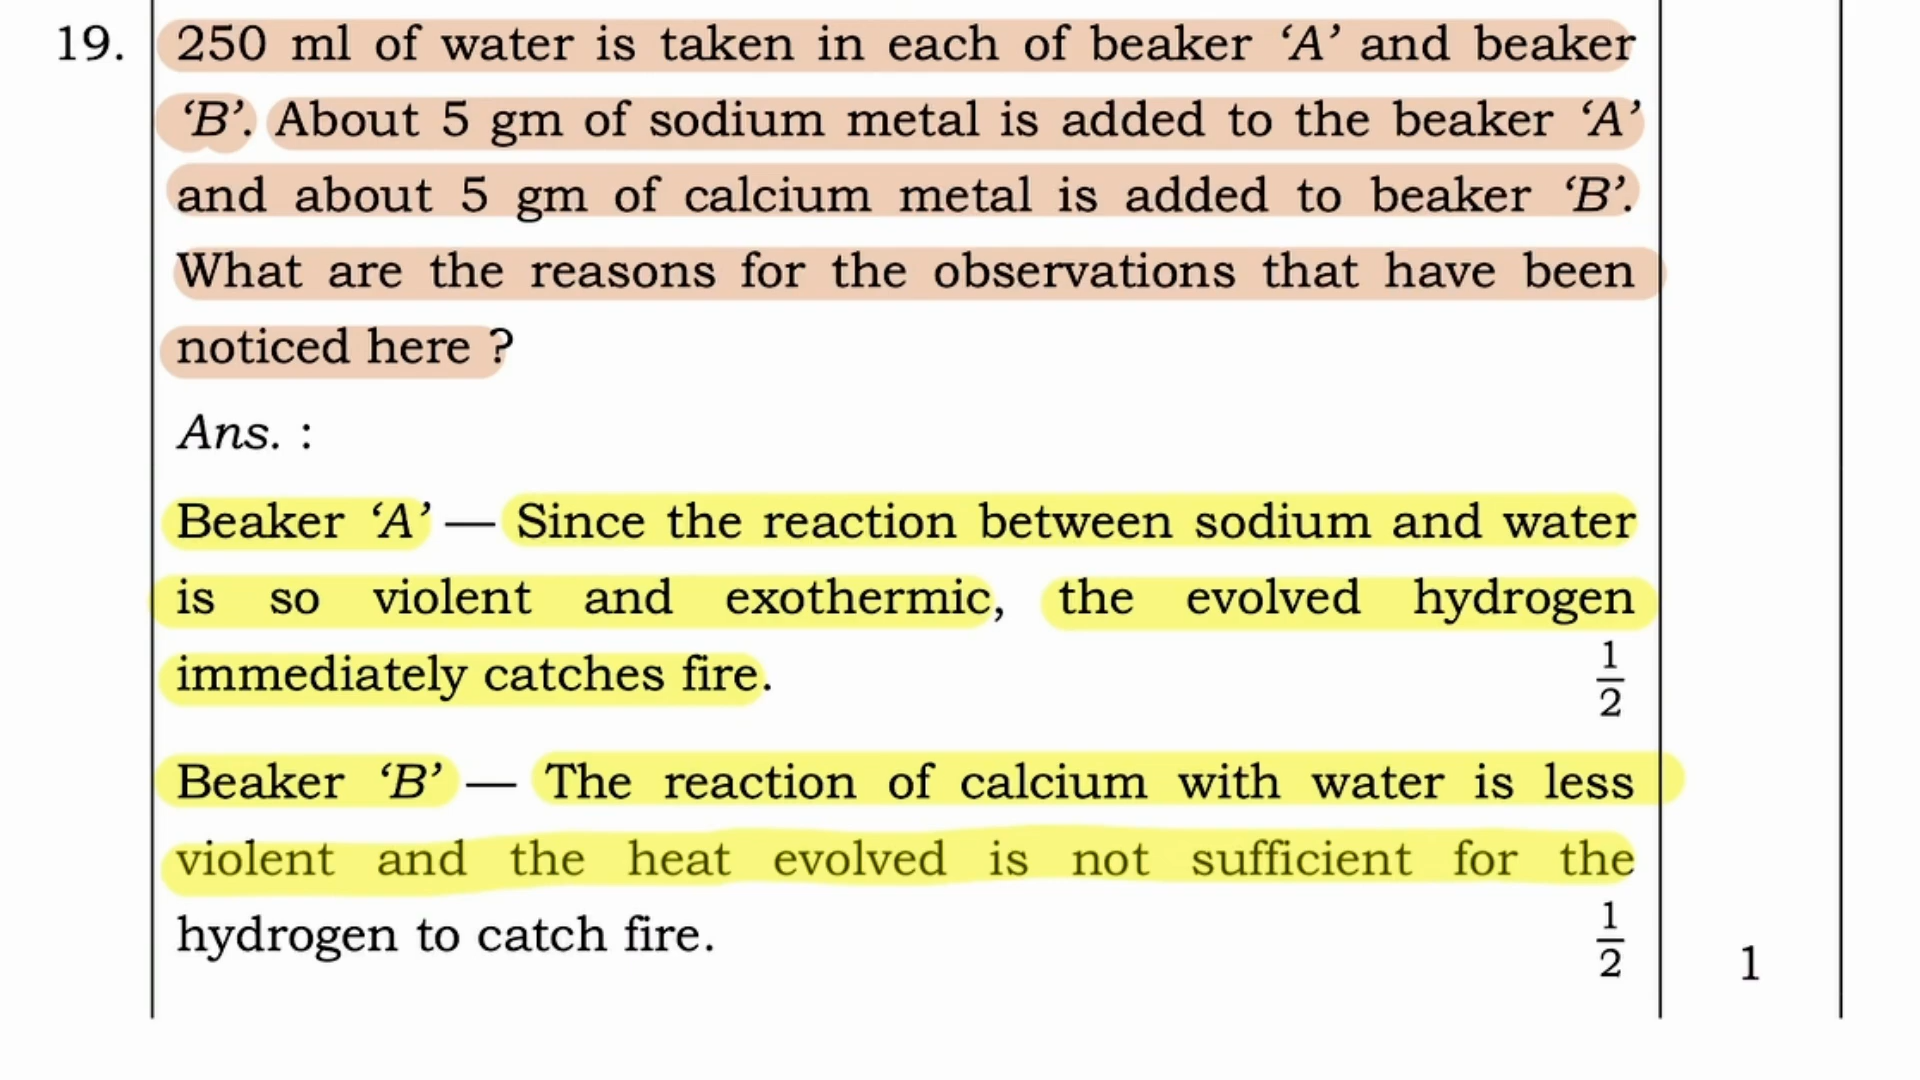 19. 250 ml of water is taken in each of beaker ‘A’ and beaker
‘B’. About 5 gm of sodium metal is added to the beaker ‘A’
and about 5 gm of calcium metal is added to beaker ‘B’.
What are the reasons for the observations that have been
noticed here ?
Ans. :
Beaker ‘A’ — Since the reaction between sodium and water
is so violent and exothermic, the evolved hydrogen
immediately catches fire. 1/2
Beaker ‘B’ — The reaction of calcium with water is less
violent and the heat evolved is not sufficient for the
hydrogen to catch fire. 1/2 1